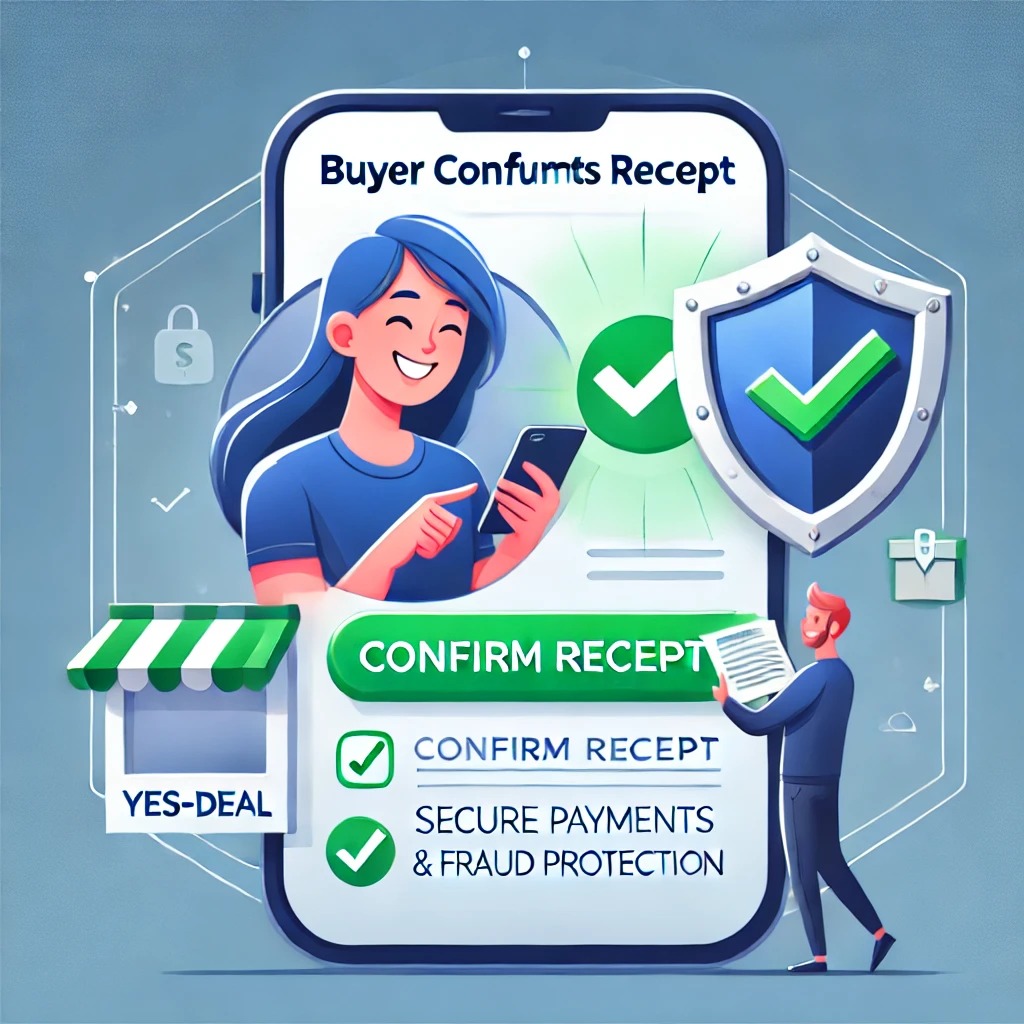 Buyer Confumts Recept
CONFIRM RECEPT
CONFIRM RECEPT
YES-DEAL
SECURE PAYMENTS
& FRAUD PROTECTION
$